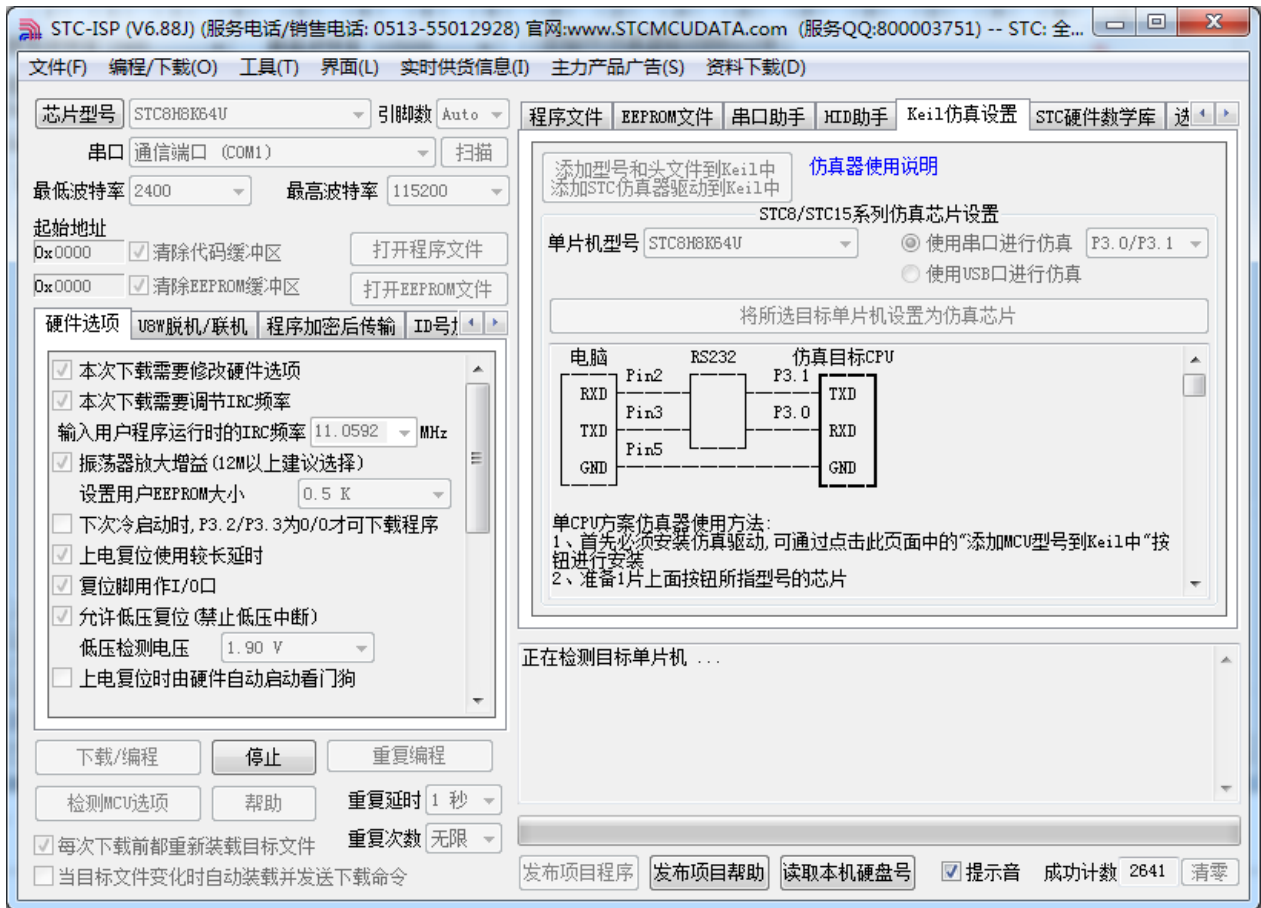 STC-ISP (V6.88J) (服务电话/销售电话: 0513-55012928) 官网:www.STCMCUDATA.com (服务QQ:800003751) -- STC: 全...
文件(F) 编程/下载(O) 工具(T) 界面(L) 实时供货信息(I) 主力产品广告(S) 资料下载(D)
芯片型号 STC8H8K64U 引脚数 Auto
串口 通信端口 (COM1) 扫描
最低波特率 2400 最高波特率 115200
起始地址
0x0000 清除代码缓冲区 打开程序文件
0x0000 清除EEPROM缓冲区 打开EEPROM文件
硬件选项 U8W脱机/联机 程序加密后传输 ID号
本次下载需要修改硬件选项
本次下载需要调节IRC频率
输入用户程序运行时的IRC频率 11.0592 MHz
振荡器放大增益(12M以上建议选择)
设置用户EEPROM大小 0.5 K
下次冷启动时,P3.2/P3.3为0/0才可下载程序
上电复位使用较长延时
复位脚用作I/O口
允许低压复位(禁止低压中断)
低压检测电压 1.90 V
上电复位时由硬件自动启动看门狗
下载/编程 停止 重复编程
检测MCU选项 帮助 重复延时 1 秒
每次下载前都重新装载目标文件 重复次数 无限
当目标文件变化时自动装载并发送下载命令
程序文件 EEPROM文件 串口助手 HID助手 Keil仿真设置 STC硬件数学库 选
添加型号和头文件到Keil中
添加STC仿真器驱动到Keil中
仿真器使用说明
STC8/STC15系列仿真芯片设置
单片机型号 STC8H8K64U 使用串口进行仿真 P3.0/P3.1
使用USB口进行仿真
将所选目标单片机设置为仿真芯片
电脑 RS232 仿真目标CPU
Pin2 P3.1
RXD TXD
Pin3 P3.0
TXD RXD
Pin5
GND GND
单CPU方案仿真器使用方法:
1、首先必须安装仿真驱动,可通过点击此页面中的“添加MCU型号到Keil中”按
钮进行安装
2、准备1片上面按钮所指型号的芯片
正在检测目标单片机 ...
发布项目程序 发布项目帮助 读取本机硬盘号 提示音 成功计数 2641 清零